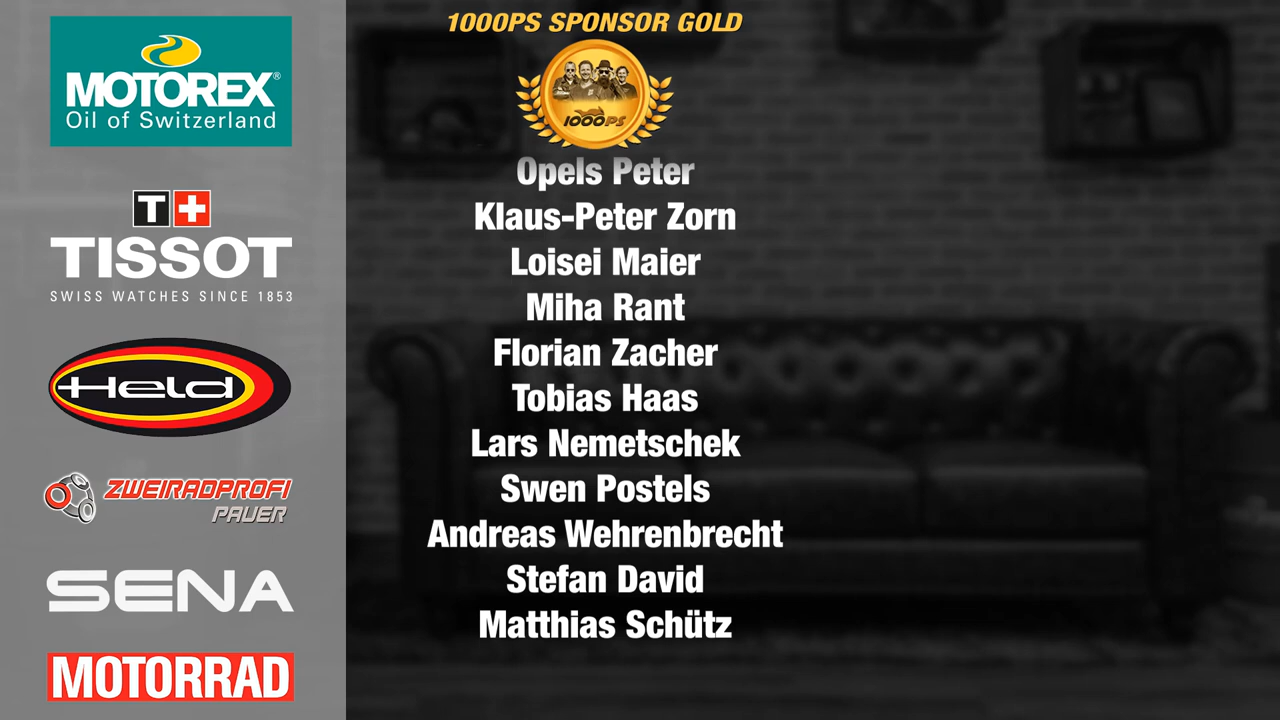 MOTOREX®
Oil of Switzerland
T+
TISSOT
SWISS WATCHES SINCE 1853
Held
ZWEIRADPROFI
PAUER
SENA
MOTORRAD
1000PS SPONSOR GOLD
1000PS
Opels Peter
Klaus-Peter Zorn
Loisei Maier
Miha Rant
Florian Zacher
Tobias Haas
Lars Nemetschek
Swen Postels
Andreas Wehrenbrecht
Stefan David
Matthias Schütz